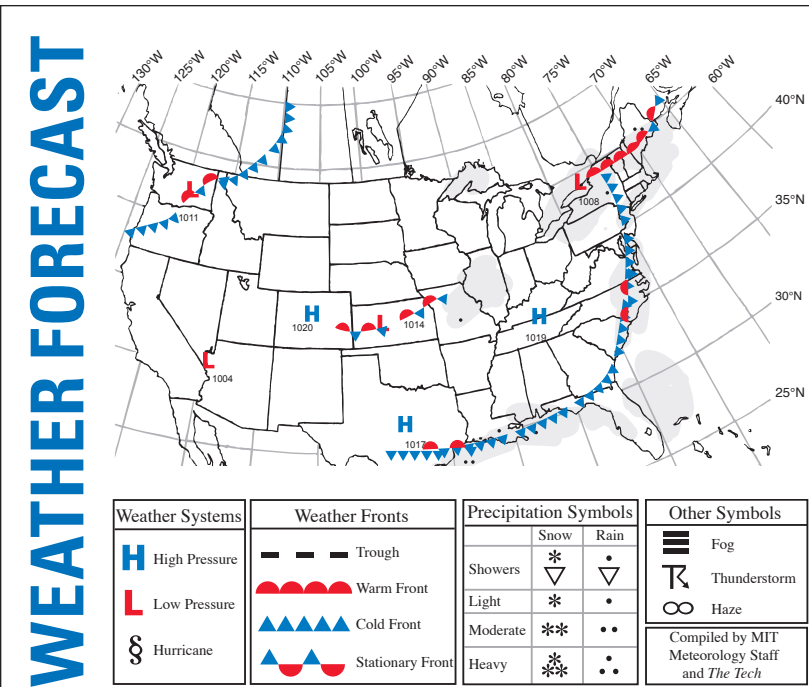 WEATHER FORECAST
130°W
125°W
120°W
115°W
110°W
105°W
100°W
95°W
90°W
85°W
80°W
75°W
70°W
65°W
60°W
40°N
35°N
30°N
25°N
L
1011
L
1008
H
1020
L
1014
H
1019
L
1004
H
1017
Weather Systems
H High Pressure
L Low Pressure
§ Hurricane
Weather Fronts
Trough
Warm Front
Cold Front
Stationary Front
Precipitation Symbols
Snow Rain
Showers
Light
Moderate
Heavy
Other Symbols
Fog
Thunderstorm
Haze
Compiled by MIT
Meteorology Staff
and The Tech